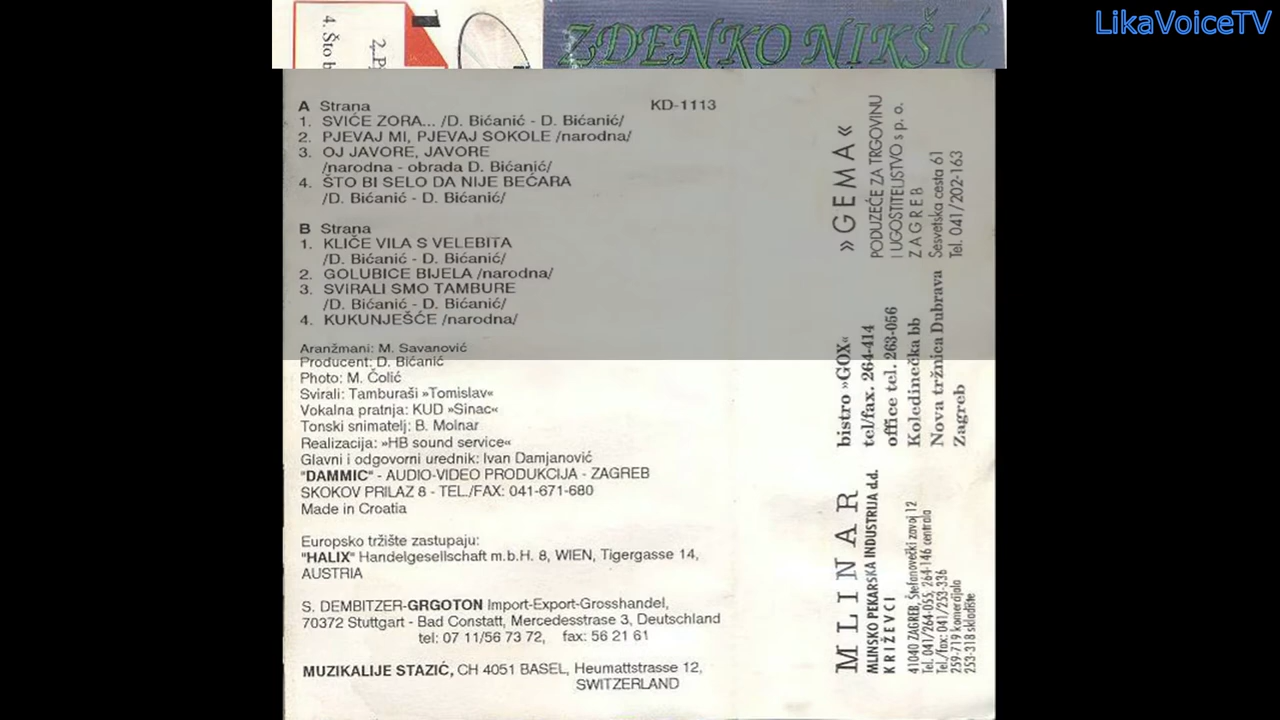 LikaVoiceTV
1
4. Što b
ZDENKO NIKŠIĆ
A Strana KD-1113
1. SVIĆE ZORA... /D. Bićanić - D. Bićanić/
2. PJEVAJ MI, PJEVAJ SOKOLE /narodna/
3. OJ JAVORE, JAVORE
/narodna - obrada D. Bićanić/
4. ŠTO BI SELO DA NIJE BEĆARA
/D. Bićanić - D. Bićanić/
B Strana
1. KLIČE VILA S VELEBITA
/D. Bićanić - D. Bićanić/
2. GOLUBICE BIJELA /narodna/
3. SVIRALI SMO TAMBURE
/D. Bićanić - D. Bićanić/
4. KUKUNJEŠĆE /narodna/
Aranžmani: M. Savanović
Producent: D. Bićanić
Photo: M. Čolić
Svirali: Tamburaši »Tomislav«
Vokalna pratnja: KUD »Sinac«
Tonski snimatelj: B. Molnar
Realizacija: »HB sound service«
Glavni i odgovorni urednik: Ivan Damjanović
"DAMMIC" - AUDIO-VIDEO PRODUKCIJA - ZAGREB
SKOKOV PRILAZ 8 - TEL./FAX: 041-671-680
Made in Croatia
Europsko tržište zastupaju:
"HALIX" Handelgesellschaft m.b.H. 8, WIEN, Tigergasse 14,
AUSTRIA
S. DEMBITZER-GRGOTON Import-Export-Grosshandel,
70372 Stuttgart - Bad Constatt, Mercedesstrase 3, Deutschland
tel: 07 11/56 73 72, fax: 56 21 61
MUZIKALIJE STAZIĆ, CH 4051 BASEL, Heumattstrasse 12,
SWITZERLAND
»GEMA«
PODUZEĆE ZA TRGOVINU
I UGOSTITELJSTVO s p. o.
ZAGREB
Sesvetska cesta 61
Tel. 041/202-163
bistro »GOX«
tel/fax. 264-414
office tel. 263-056
Koledinečka bb
Nova tržnica Dubrava
Zagreb
MLINAR
MLINSKO PEKARSKA INDUSTRIJA d.d.
KRIŽEVCI
41040 ZAGREB, Štefanovečki zavoj 12
Tel. 041/264-055, 264-146 centrala
Tel./fax: 041/253-336
259-719 komercijala
253-318 skladište